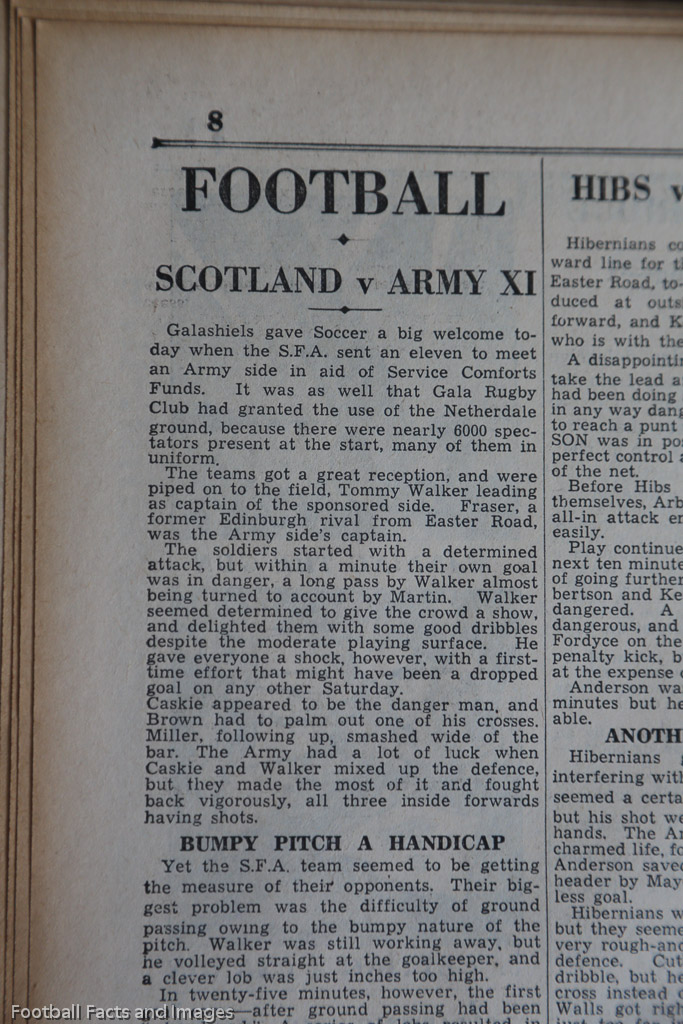 8
FOOTBALL
SCOTLAND v ARMY XI
Galashiels gave Soccer a big welcome to-
day when the S.F.A. sent an eleven to meet
an Army side in aid of Service Comforts
Funds. It was as well that Gala Rugby
Club had granted the use of the Netherdale
ground, because there were nearly 6000 spec-
tators present at the start, many of them in
uniform.
The teams got a great reception, and were
piped on to the field, Tommy Walker leading
as captain of the sponsored side. Fraser, a
former Edinburgh rival from Easter Road,
was the Army side's captain.
The soldiers started with a determined
attack, but within a minute their own goal
was in danger, a long pass by Walker almost
being turned to account by Martin. Walker
seemed determined to give the crowd a show,
and delighted them with some good dribbles
despite the moderate playing surface. He
gave everyone a shock, however, with a first-
time effort that might have been a dropped
goal on any other Saturday.
Caskie appeared to be the danger man, and
Brown had to palm out one of his crosses.
Miller, following up, smashed wide of the
bar. The Army had a lot of luck when
Caskie and Walker mixed up the defence,
but they made the most of it and fought
back vigorously, all three inside forwards
having shots.
BUMPY PITCH A HANDICAP
Yet the S.F.A. team seemed to be getting
the measure of their opponents. Their big-
gest problem was the difficulty of ground
passing owing to the bumpy nature of the
pitch. Walker was still working away, but
he volleyed straight at the goalkeeper, and
a clever lob was just inches too high.
In twenty-five minutes, however, the first
—after ground passing had been
HIBS v
Hibernians
ward line for
Easter Road, to-
duced at
forward, and
who is with the
A
take the lead
had been doing
in any way
to reach a punt
SON was in
perfect control
of the net.
Before Hibs
themselves,
all-in attack
easily.
Play
next ten
of going further
bertson and
dangered. A
dangerous, and
Fordyce on the
penalty kick,
at the expense
Anderson
minutes but
able.
Hibernians
interfering
seemed a
but his shot
hands. The
charmed life,
Anderson
header by
less goal.
Hibernians
but they
very
defence.
dribble, but
cross instead
Walls got
Football Facts and Images